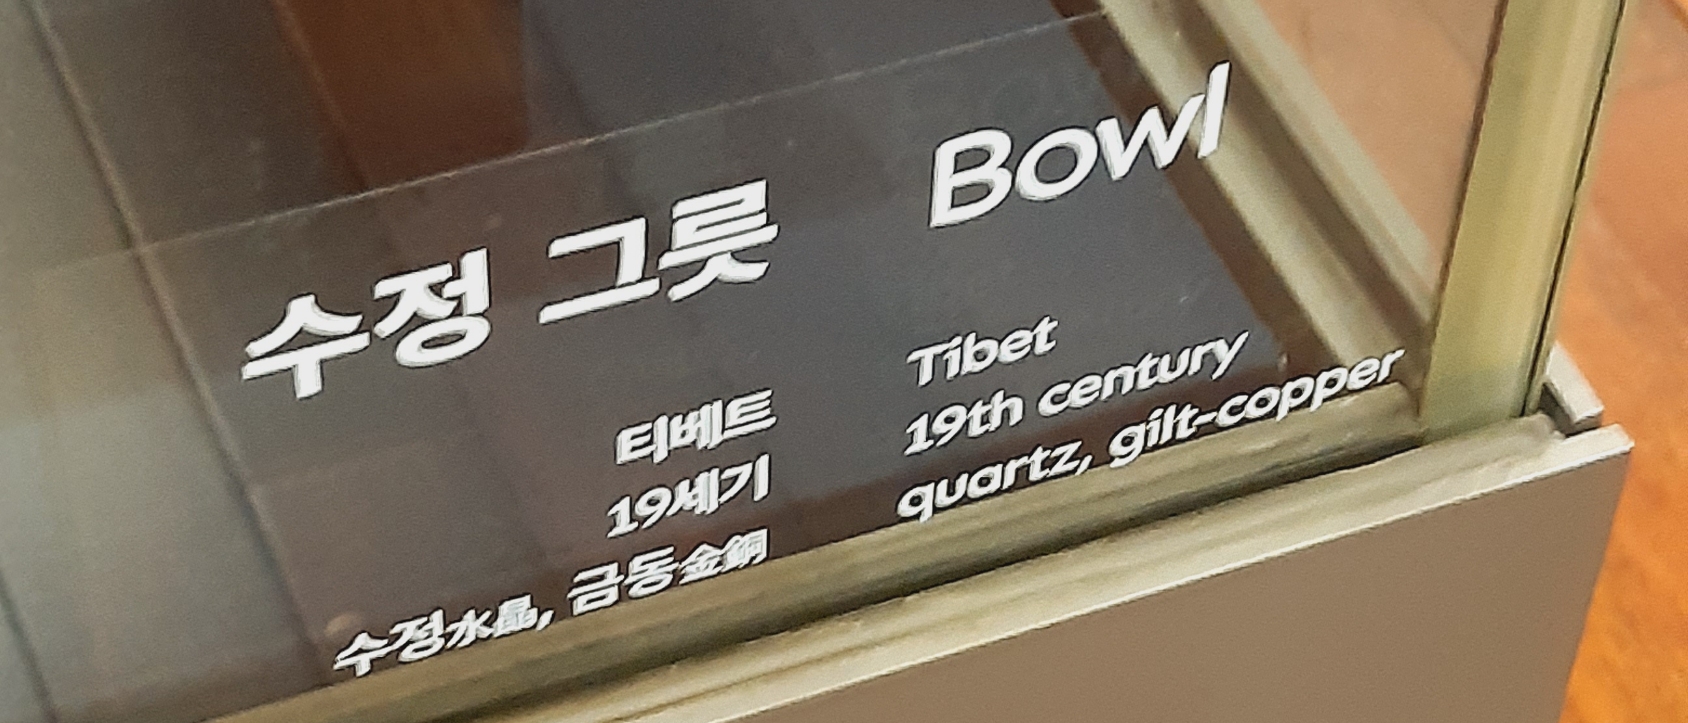 수정 그릇
티베트
19세기
수정水晶, 금동金銅
Bowl
Tibet
19th century
quartz, gilt-copper